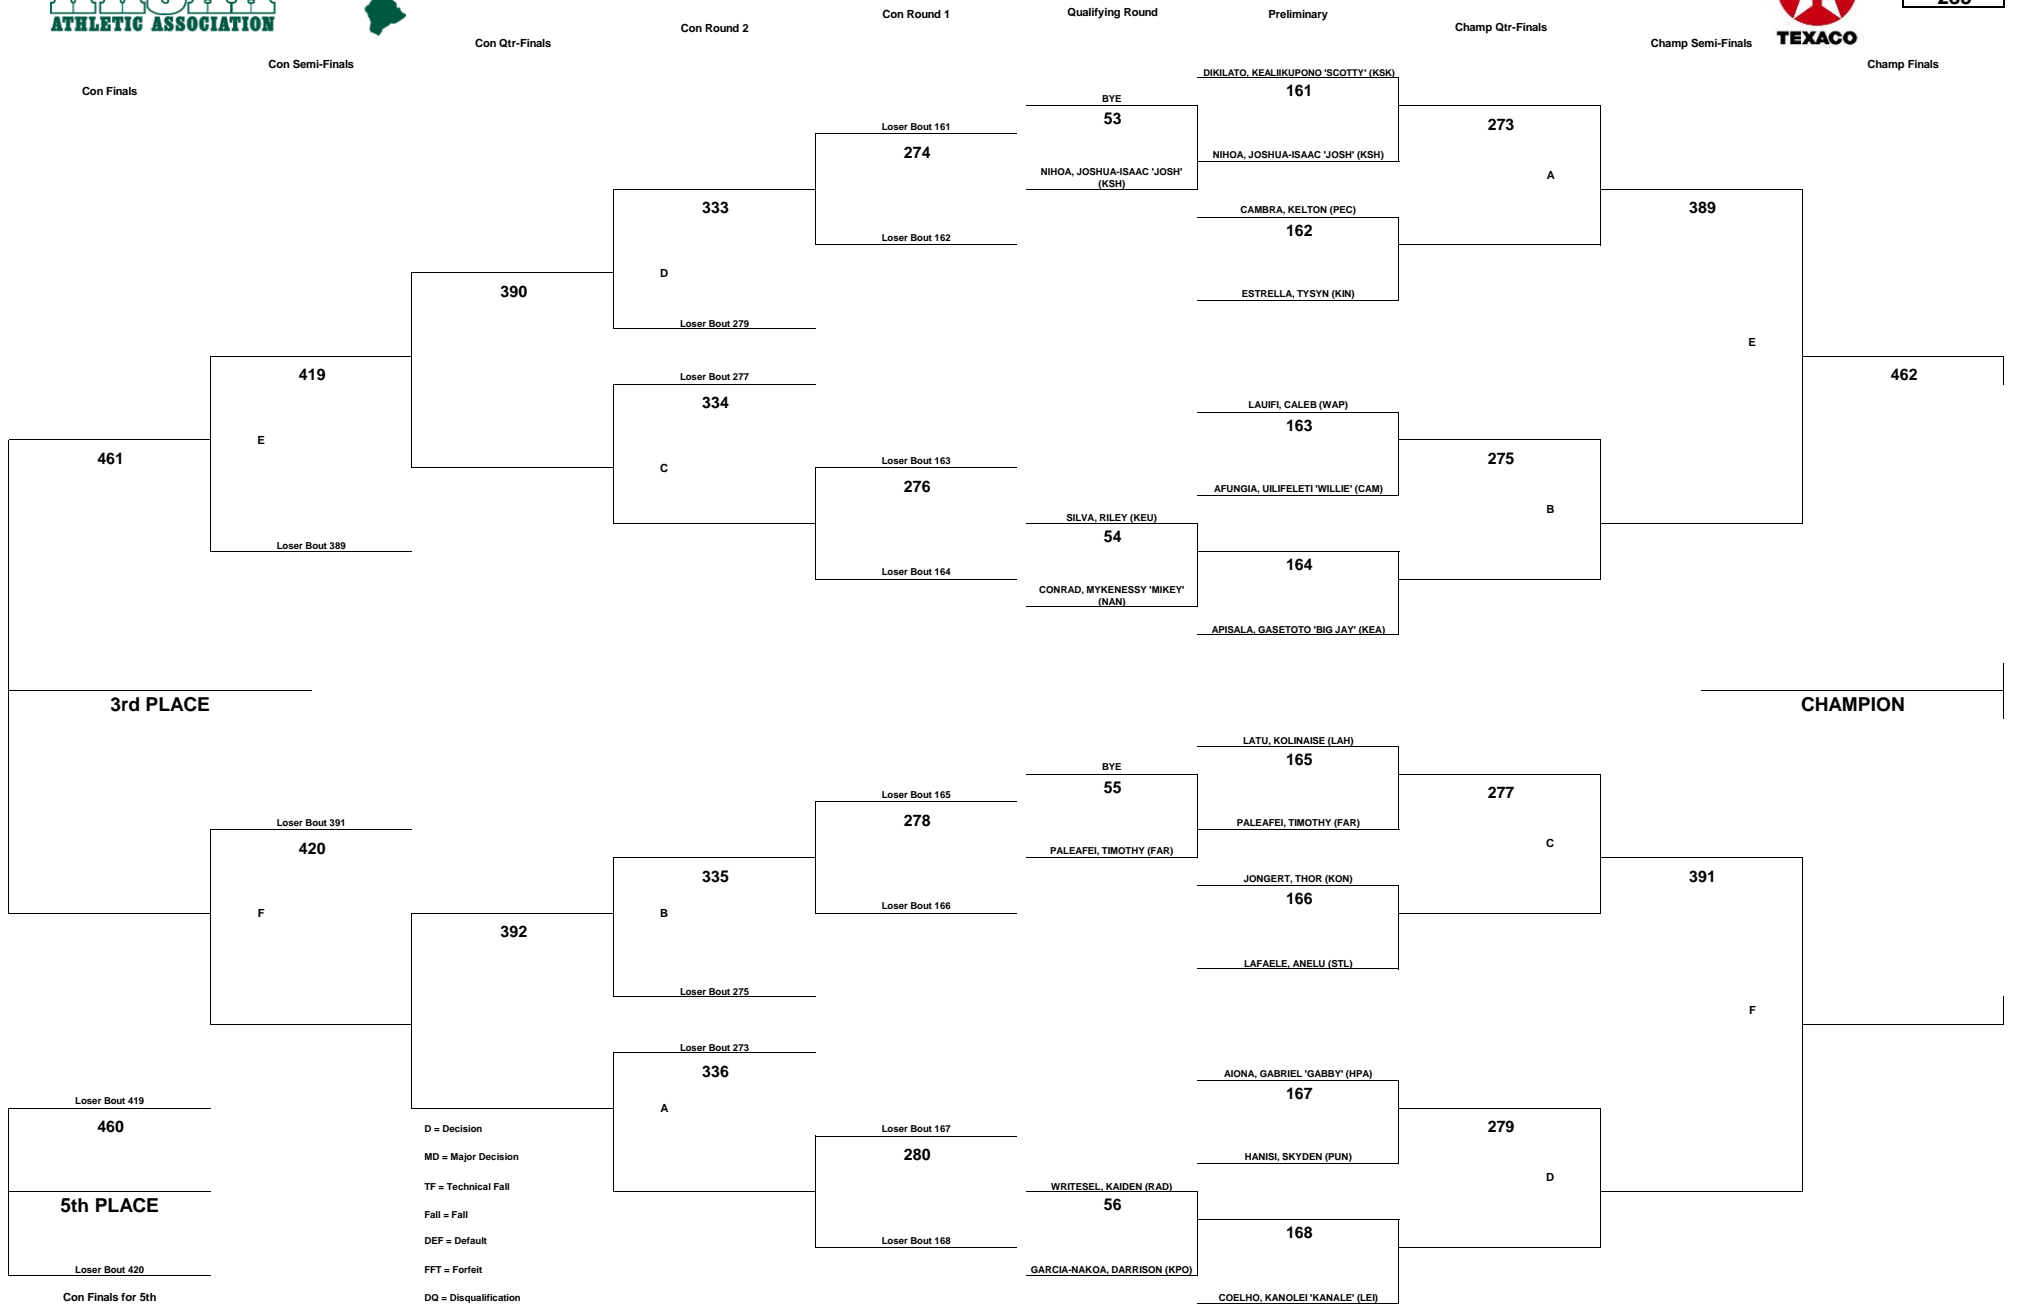 ATHLETIC ASSOCIATION
TEXACO
Con Finals
Con Semi-Finals
Con Qtr-Finals
Con Round 2
Con Round 1
Qualifying Round
Preliminary
Champ Qtr-Finals
Champ Semi-Finals
Champ Finals
DIKILATO, KEALIIKUPONO 'SCOTTY' (KSK)
161
BYE
53
NIHOA, JOSHUA-ISAAC 'JOSH' (KSH)
NIHOA, JOSHUA-ISAAC 'JOSH'
(KSH)
Loser Bout 161
274
Loser Bout 162
273
A
CAMBRA, KELTON (PEC)
162
ESTRELLA, TYSYN (KIN)
333
D
Loser Bout 279
389
E
390
Loser Bout 277
334
C
419
E
Loser Bout 389
462
461
LAUIFI, CALEB (WAP)
163
AFUNGIA, UILIFELETI 'WILLIE' (CAM)
275
B
Loser Bout 163
276
Loser Bout 164
SILVA, RILEY (KEU)
54
CONRAD, MYKENESSY 'MIKEY'
(NAN)
164
APISALA, GASETOTO 'BIG JAY' (KEA)
3rd PLACE
CHAMPION
LATU, KOLINAISE (LAH)
165
PALEAFEI, TIMOTHY (FAR)
BYE
55
PALEAFEI, TIMOTHY (FAR)
Loser Bout 165
278
Loser Bout 166
277
C
JONGERT, THOR (KON)
166
LAFAELE, ANELU (STL)
Loser Bout 391
420
F
335
B
Loser Bout 275
391
F
392
Loser Bout 273
336
A
AIONA, GABRIEL 'GABBY' (HPA)
167
HANISI, SKYDEN (PUN)
279
D
Loser Bout 167
280
Loser Bout 168
WRITESEL, KAIDEN (RAD)
56
GARCIA-NAKOA, DARRISON (KPO)
168
COELHO, KANOLEI 'KANALE' (LEI)
Loser Bout 419
460
5th PLACE
Loser Bout 420
Con Finals for 5th
D = Decision
MD = Major Decision
TF = Technical Fall
Fall = Fall
DEF = Default
FFT = Forfeit
DQ = Disqualification